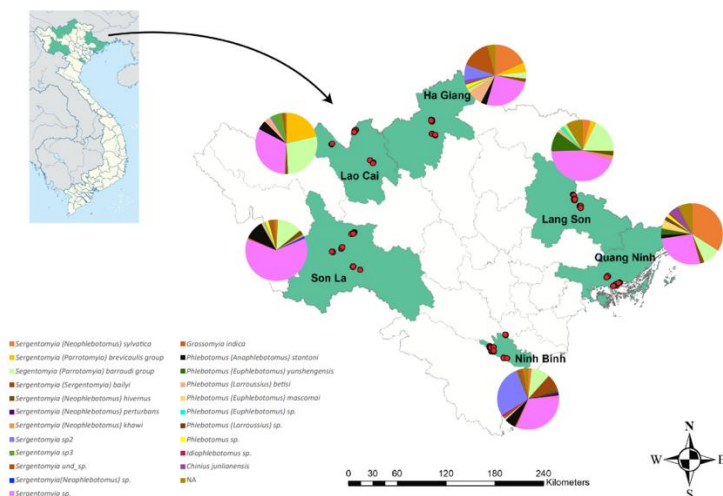 Ha Giang
Lao Cai
Lang Son
Quang Ninh
Son La
Ninh Binh
Sergentomyia (Neophlebotomus) sylvatica
Sergentomyia (Parrotomyia) brevicaulis group
Segentomyia (Parrotomyia) barraudi group
Sergentomyia (Sergentomyia) bailyi
Sergentomyia (Neophlebotomus) hivernus
Sergentomyia (Neophlebotomus) perturbans
Sergentomyia (Neophlebotomus) khawi
Sergentomyia sp2
Sergentomyia sp3
Sergentomyia und_sp.
Sergentomyia(Neophlebotomus) sp.
Sergentomyia sp.
Grassomyia indica
Phlebotomus (Anaphlebotomus) stantoni
Phlebotomus (Euphlebotomus) yunshengensis
Phlebotomus (Larroussius) betisi
Phlebotomus (Euphlebotomus) mascomai
Phlebotomus (Euphlebotomus) sp.
Phlebotomus (Larroussius) sp.
Phlebotomus sp.
Idiophlebotomus sp.
Chinius junlianensis
NA
N
W E
S
0 30 60 120 180 240
Kilometers